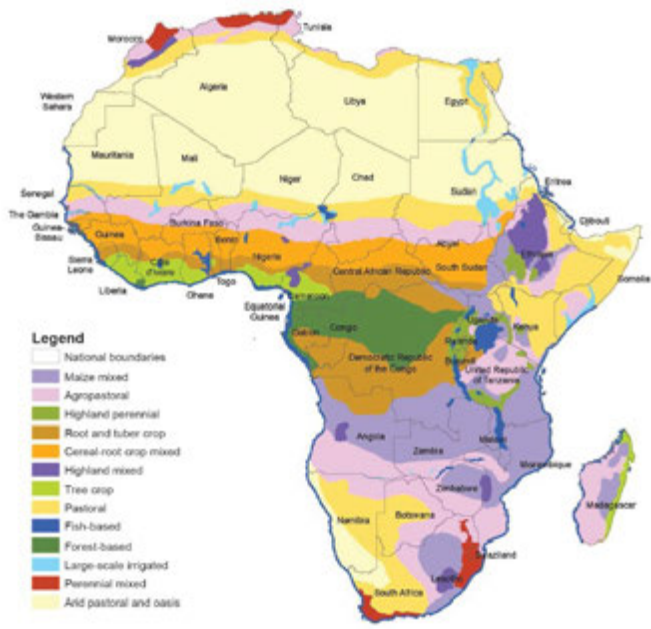 Morocco
Tunisia
Algeria
Libya
Egypt
Western
Sahara
Mauritania
Mali
Niger
Chad
Sudan
Eritrea
Senegal
The Gambia
Guinea-
Bissau
Guinea
Burkina Faso
Benin
Nigeria
Abyei
Djibouti
Ethiopia
Somalia
Sierra
Leone
Liberia
Côte
d'Ivoire
Ghana
Togo
Central African Republic
South Sudan
Cameroon
Equatorial
Guinea
Gabon
Congo
Democratic Republic
of the Congo
Uganda
Kenya
Rwanda
Burundi
United Republic
of Tanzania
Angola
Zambia
Malawi
Mozambique
Zimbabwe
Madagascar
Namibia
Botswana
Swaziland
Lesotho
South Africa
Legend
National boundaries
Maize mixed
Agropastoral
Highland perennial
Root and tuber crop
Cereal-root crop mixed
Highland mixed
Tree crop
Pastoral
Fish-based
Forest-based
Large-scale irrigated
Perennial mixed
Arid pastoral and oasis